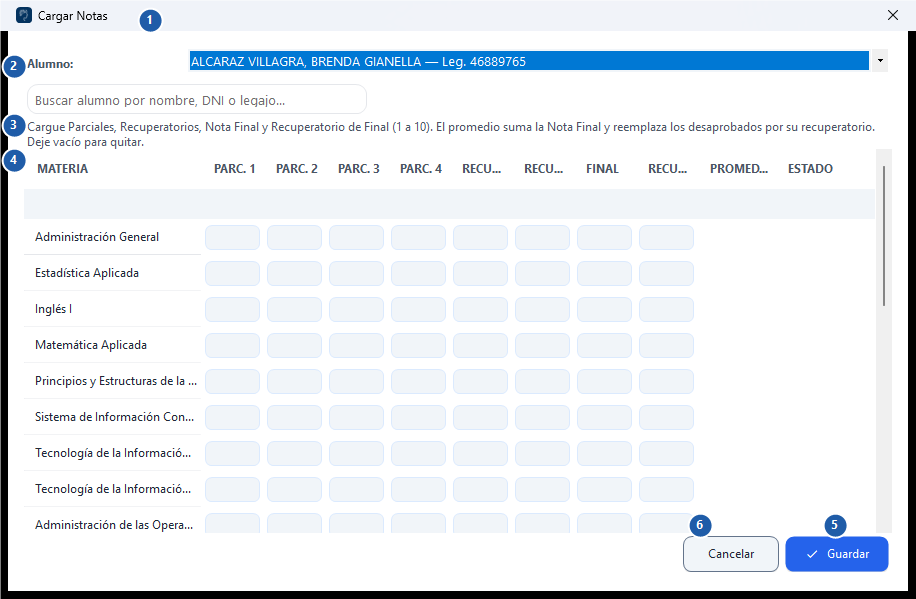 Cargar Notas
1
2
Alumno:
ALCARAZ VILLAGRA, BRENDA GIANELLA — Leg. 46889765
Buscar alumno por nombre, DNI o legajo...
3
Cargue Parciales, Recuperatorios, Nota Final y Recuperatorio de Final (1 a 10). El promedio suma la Nota Final y reemplaza los desaprobados por su recuperatorio.
Deje vacío para quitar.
4
MATERIA PARC. 1 PARC. 2 PARC. 3 PARC. 4 RECU... RECU... FINAL RECU... PROMED... ESTADO
Administración General
Estadística Aplicada
Inglés I
Matemática Aplicada
Principios y Estructuras de la ...
Sistema de Información Con...
Tecnología de la Informació...
Tecnología de la Informació...
Administración de las Opera...
6
5
Cancelar
Guardar